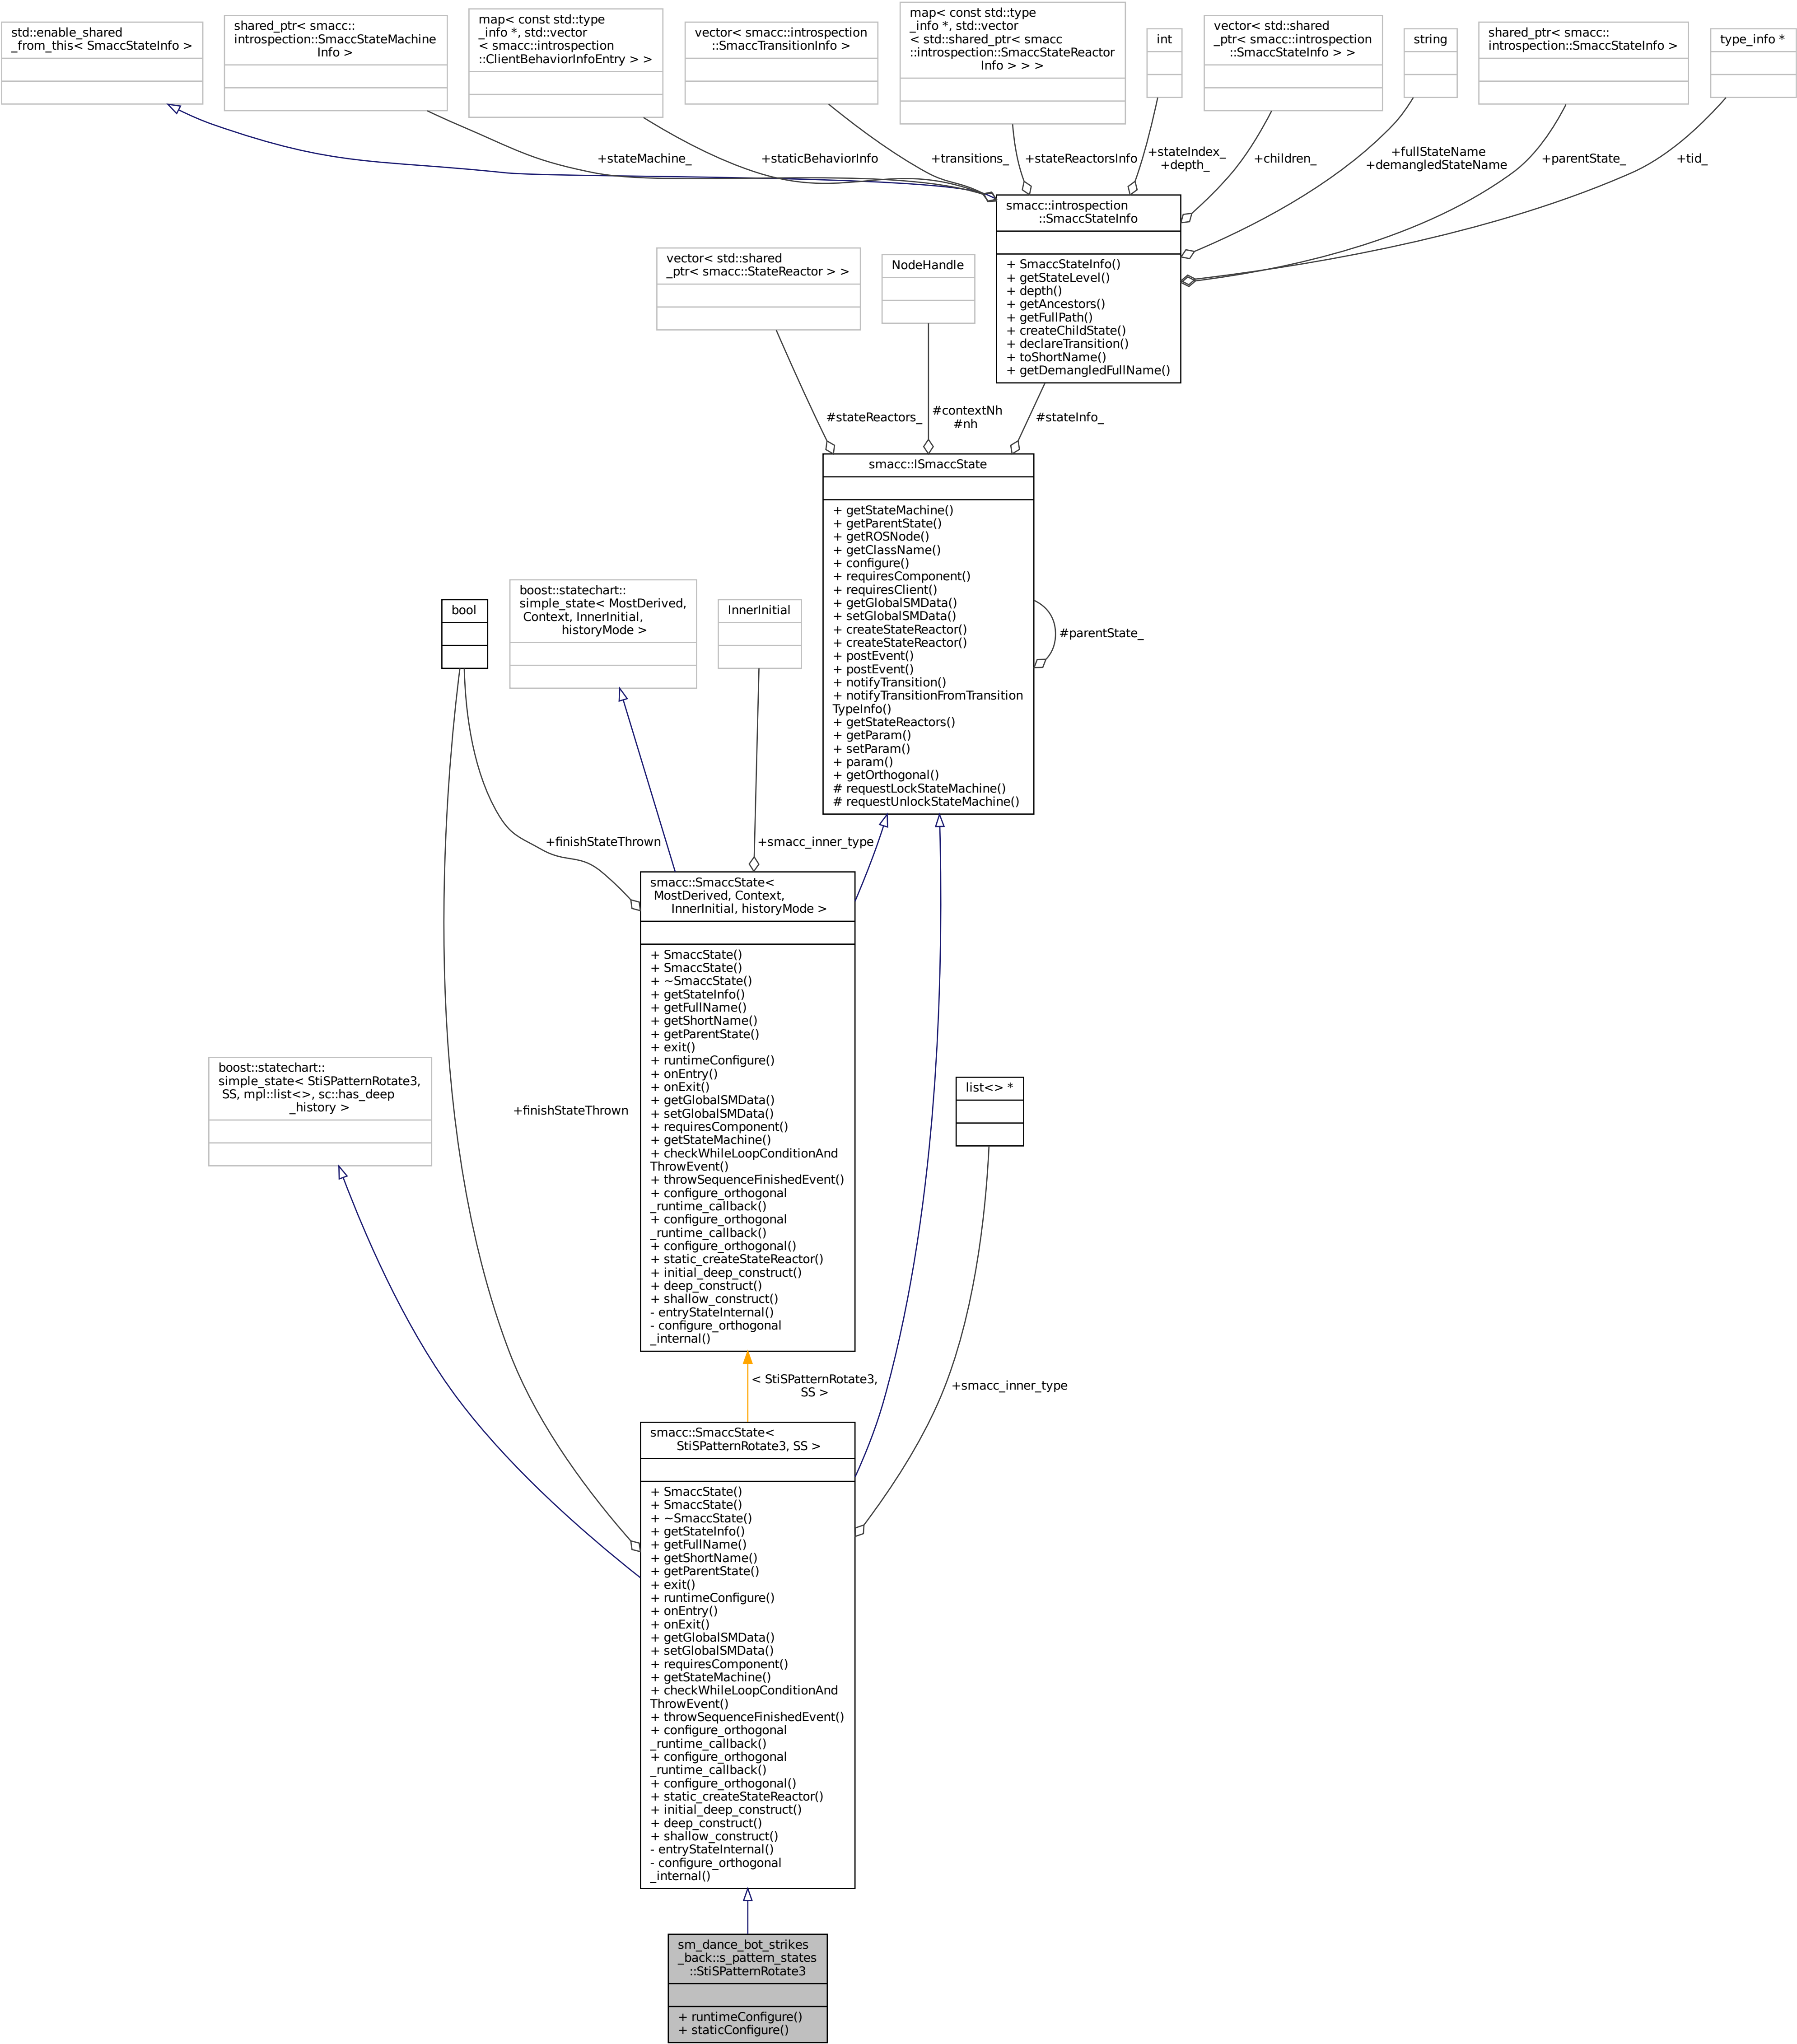 std::enable_shared
_from_this< SmaccStateInfo >
shared_ptr< smacc::
introspection::SmaccStateMachine
Info >
map< const std::type
_info *, std::vector
< smacc::introspection
::ClientBehaviorInfoEntry > >
vector< smacc::introspection
::SmaccTransitionInfo >
map< const std::type
_info *, std::vector
< std::shared_ptr< smacc
::introspection::SmaccStateReactor
Info > > >
int
vector< std::shared
_ptr< smacc::introspection
::SmaccStateInfo > >
string
shared_ptr< smacc::
introspection::SmaccStateInfo >
type_info *
+stateMachine_
+staticBehaviorInfo
+transitions_
+stateReactorsInfo
+stateIndex_
+depth_
+children_
+fullStateName
+demangledStateName
+parentState_
+tid_
smacc::introspection
::SmaccStateInfo
+ SmaccStateInfo()
+ getStateLevel()
+ depth()
+ getAncestors()
+ getFullPath()
+ createChildState()
+ declareTransition()
+ toShortName()
+ getDemangledFullName()
vector< std::shared
_ptr< smacc::StateReactor > >
NodeHandle
#stateReactors_
#contextNh
#nh
#stateInfo_
smacc::ISmaccState
+ getStateMachine()
+ getParentState()
+ getROSNode()
+ getClassName()
+ configure()
+ requiresComponent()
+ requiresClient()
+ getGlobalSMData()
+ setGlobalSMData()
+ createStateReactor()
+ createStateReactor()
+ postEvent()
+ postEvent()
+ notifyTransition()
+ notifyTransitionFromTransition
TypeInfo()
+ getStateReactors()
+ getParam()
+ setParam()
+ param()
+ getOrthogonal()
# requestLockStateMachine()
# requestUnlockStateMachine()
#parentState_
bool
boost::statechart::
simple_state< MostDerived,
Context, InnerInitial,
historyMode >
InnerInitial
+finishStateThrown
+smacc_inner_type
smacc::SmaccState<
MostDerived, Context,
InnerInitial, historyMode >
+ SmaccState()
+ SmaccState()
+ ~SmaccState()
+ getStateInfo()
+ getFullName()
+ getShortName()
+ getParentState()
+ exit()
+ runtimeConfigure()
+ onEntry()
+ onExit()
+ getGlobalSMData()
+ setGlobalSMData()
+ requiresComponent()
+ getStateMachine()
+ checkWhileLoopConditionAnd
ThrowEvent()
+ throwSequenceFinishedEvent()
+ configure_orthogonal
_runtime_callback()
+ configure_orthogonal
_runtime_callback()
+ configure_orthogonal()
+ static_createStateReactor()
+ initial_deep_construct()
+ deep_construct()
+ shallow_construct()
- entryStateInternal()
- configure_orthogonal
_internal()
boost::statechart::
simple_state< StiSPatternRotate3,
SS, mpl::list<>, sc::has_deep
_history >
+finishStateThrown
list<> *
< StiSPatternRotate3,
SS >
+smacc_inner_type
smacc::SmaccState<
StiSPatternRotate3, SS >
+ SmaccState()
+ SmaccState()
+ ~SmaccState()
+ getStateInfo()
+ getFullName()
+ getShortName()
+ getParentState()
+ exit()
+ runtimeConfigure()
+ onEntry()
+ onExit()
+ getGlobalSMData()
+ setGlobalSMData()
+ requiresComponent()
+ getStateMachine()
+ checkWhileLoopConditionAnd
ThrowEvent()
+ throwSequenceFinishedEvent()
+ configure_orthogonal
_runtime_callback()
+ configure_orthogonal
_runtime_callback()
+ configure_orthogonal()
+ static_createStateReactor()
+ initial_deep_construct()
+ deep_construct()
+ shallow_construct()
- entryStateInternal()
- configure_orthogonal
_internal()
sm_dance_bot_strikes
_back::s_pattern_states
::StiSPatternRotate3
+ runtimeConfigure()
+ staticConfigure()